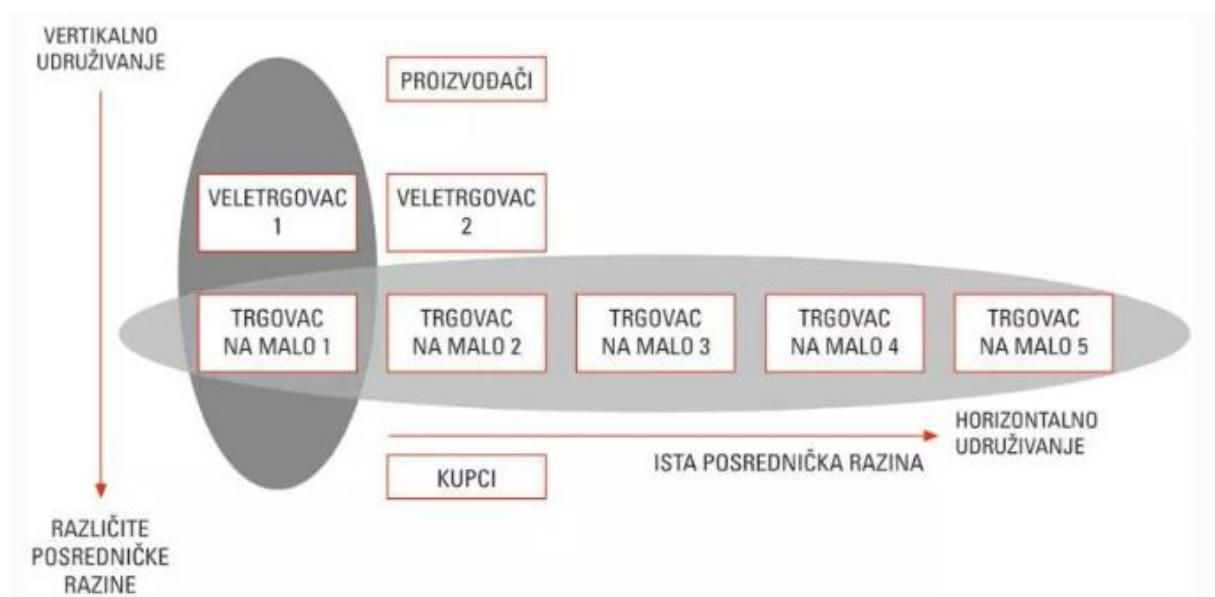 VERTIKALNO
UDRUŽIVANJE
PROIZVOĐAČI
VELETRGOVAC
1
VELETRGOVAC
2
TRGOVAC
NA MALO 1
TRGOVAC
NA MALO 2
TRGOVAC
NA MALO 3
TRGOVAC
NA MALO 4
TRGOVAC
NA MALO 5
HORIZONTALNO
UDRUŽIVANJE
ISTA POSREDNIČKA RAZINA
KUPCI
RAZLIČITE
POSREDNIČKE
RAZINE